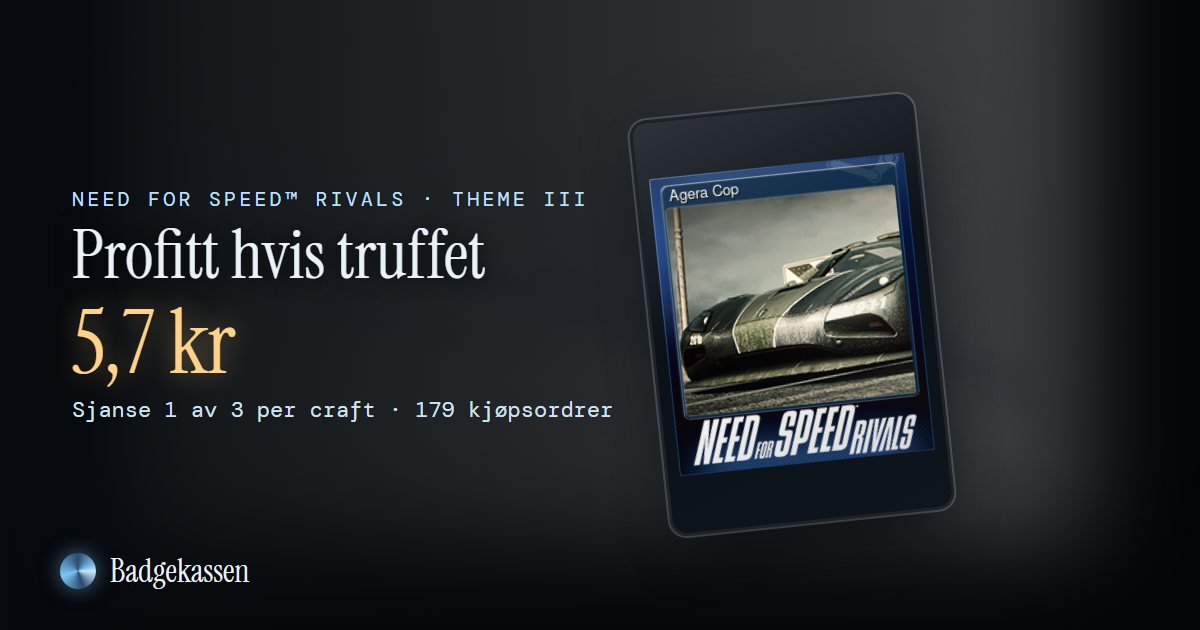 NEED FOR SPEED™ RIVALS · THEME III
Profitt hvis truffet
5,7 kr
Sjanse 1 av 3 per craft · 179 kjøpsordrer
Agera Cop
NEED FOR SPEED RIVALS
Badgekassen